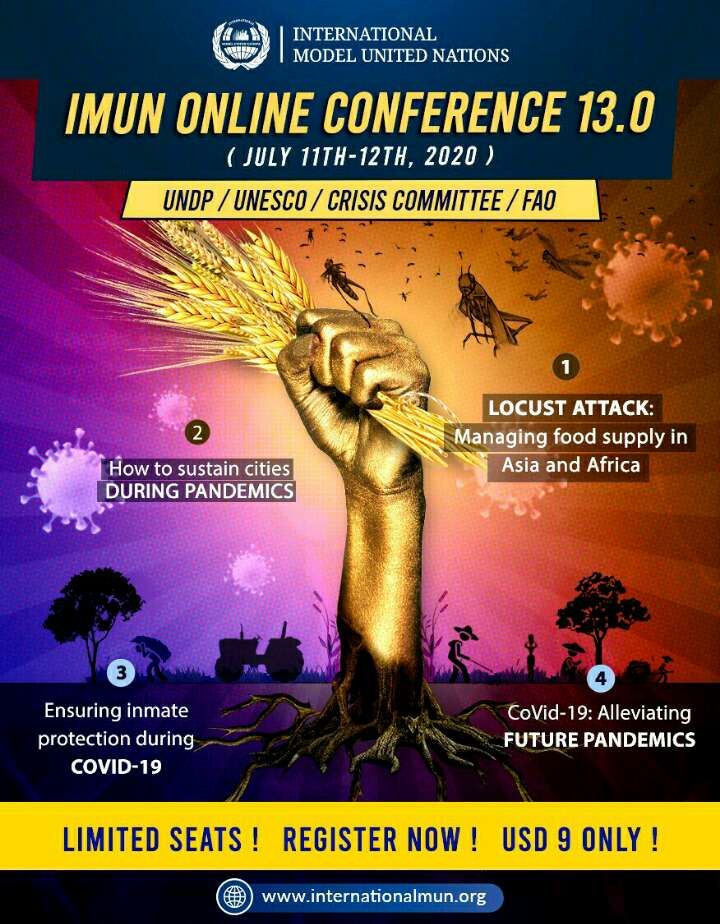 INTERNATIONAL
MODEL UNITED NATIONS
IMUN ONLINE CONFERENCE 13.0
( JULY 11TH-12TH, 2020 )
UNDP / UNESCO / CRISIS COMMITTEE / FAO
1
LOCUST ATTACK:
Managing food supply in
Asia and Africa
2
How to sustain cities
DURING PANDEMICS
3
Ensuring inmate
protection during
COVID-19
4
CoVid-19: Alleviating
FUTURE PANDEMICS
LIMITED SEATS ! REGISTER NOW ! USD 9 ONLY !
www.internationalmun.org